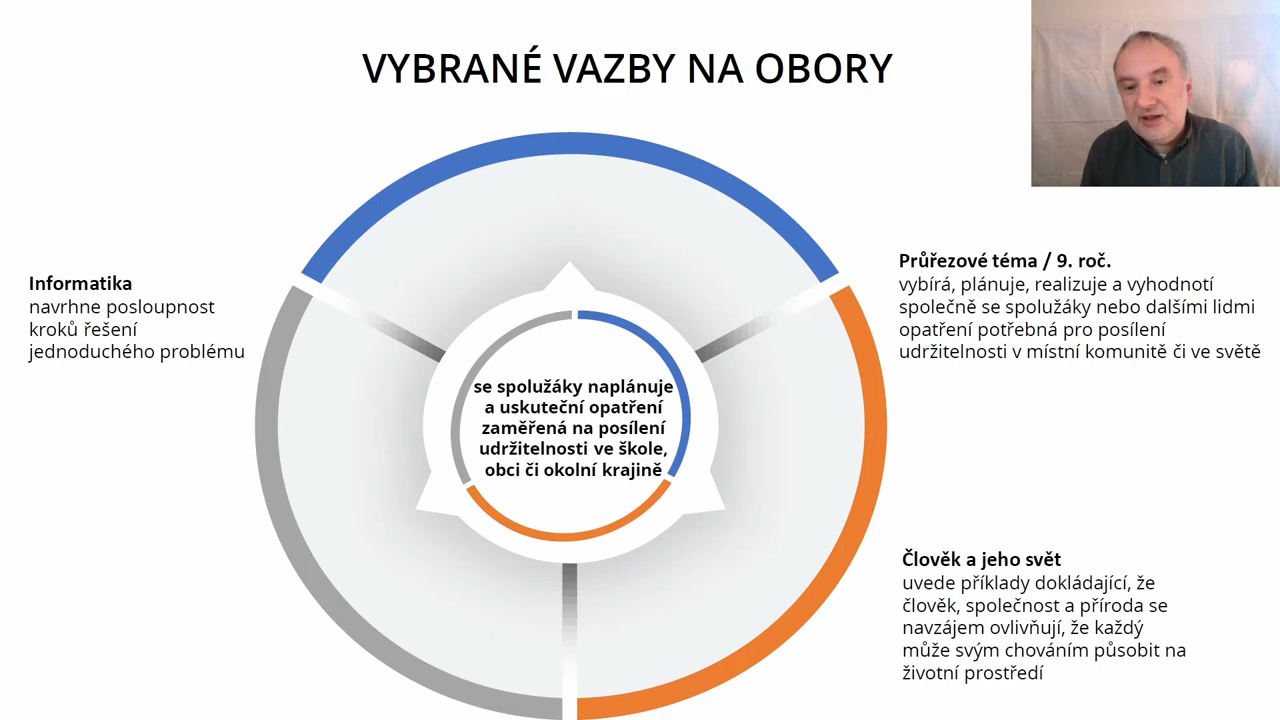 VYBRANÉ VAZBY NA OBORY
Informatika
navrhne posloupnost
kroků řešení
jednoduchého problému
se spolužáky naplánuje
a uskuteční opatření
zaměřená na posílení
udržitelnosti ve škole,
obci či okolní krajině
Průřezové téma / 9. roč.
vybírá, plánuje, realizuje a vyhodnotí
společně se spolužáky nebo dalšími lidmi
opatření potřebná pro posílení
udržitelnosti v místní komunitě či ve světě
Člověk a jeho svět
uvede příklady dokládající, že
člověk, společnost a příroda se
navzájem ovlivňují, že každý
může svým chováním působit na
životní prostředí